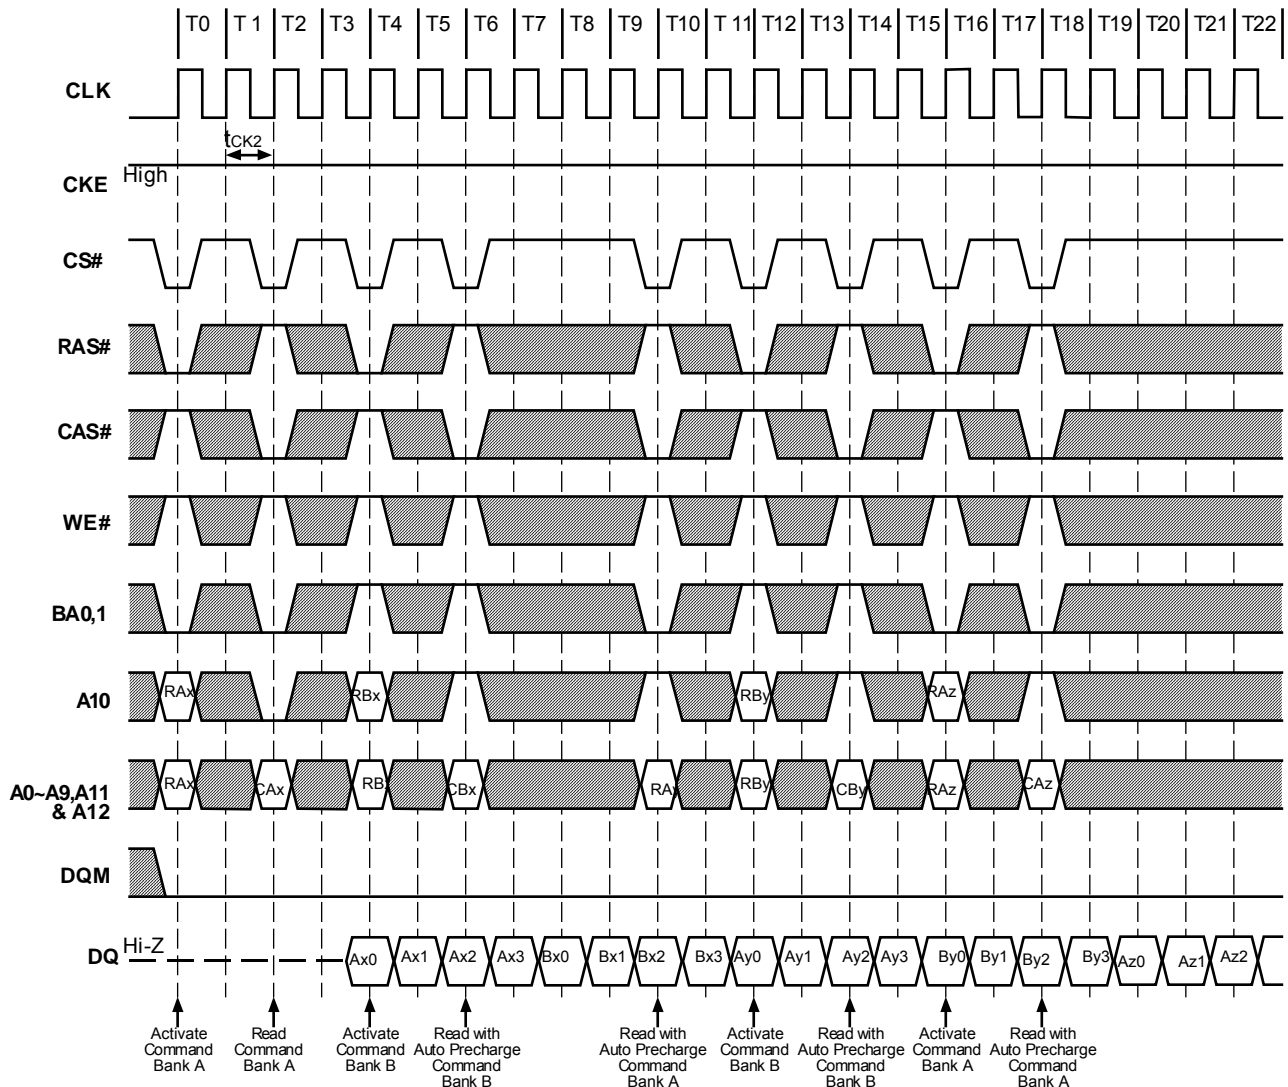 T0 T 1 T2 T3 T4 T5 T6 T7 T8 T9 T10 T 11 T12 T13 T14 T15 T16 T17 T18 T19 T20 T21 T22
CLK
tCK2
High
CKE
CS#
RAS#
CAS#
WE#
BA0,1
A10
RAx RBx RBy RAz
A0~A9,A11
& A12
RAx CAx RB CBx RA RBy CBy RAz CAz
DQM
DQ
Hi-Z
Ax0 Ax1 Ax2 Ax3 Bx0 Bx1 Bx2 Bx3 Ay0 Ay1 Ay2 Ay3 By0 By1 By2 By3 Az0 Az1 Az2
Activate
Command
Bank A
Read
Command
Bank A
Activate
Command
Bank B
Read with
Auto Precharge
Command
Bank B
Read with
Auto Precharge
Command
Bank A
Activate
Command
Bank B
Read with
Auto Precharge
Command
Bank B
Activate
Command
Bank A
Read with
Auto Precharge
Command
Bank A